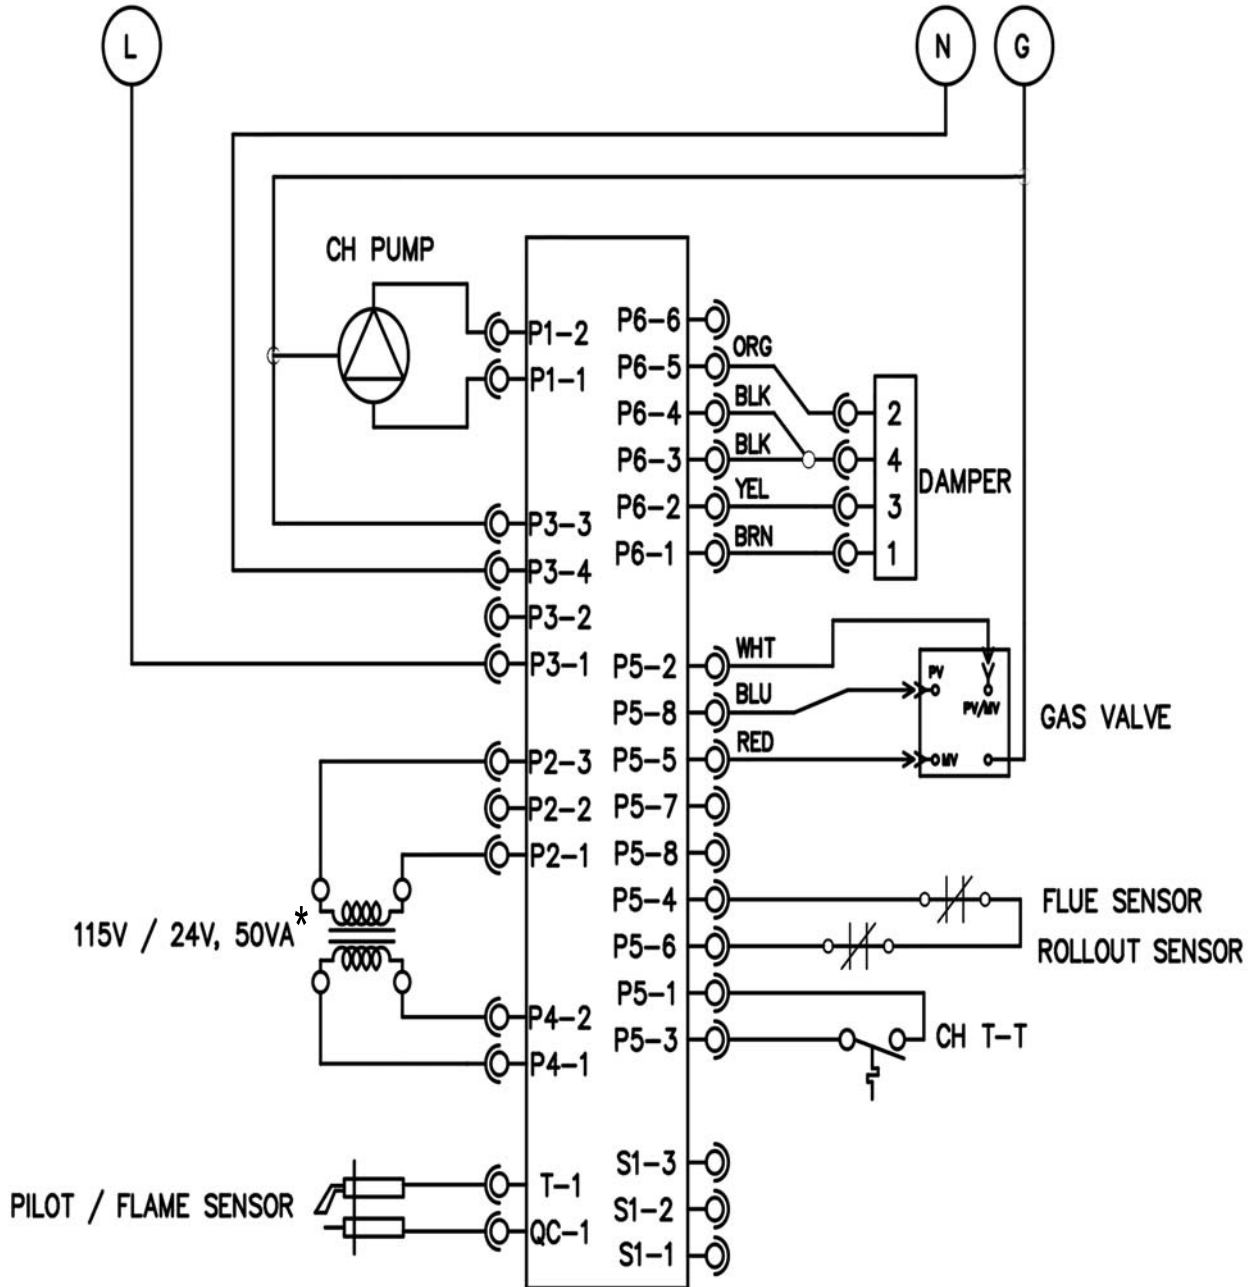 L
N
G
CH PUMP
P1-2
P1-1
P3-3
P3-4
P3-2
P3-1
P2-3
P2-2
P2-1
115V / 24V, 50VA*
P4-2
P4-1
PILOT / FLAME SENSOR
T-1
QC-1
P6-6
P6-5 ORG
P6-4 BLK
P6-3 BLK
P6-2 YEL
P6-1 BRN
2
4
3
1
DAMPER
P5-2 WHT
P5-8 BLU
P5-5 RED
PV
PV/MV
MV
GAS VALVE
P5-7
P5-8
P5-4
FLUE SENSOR
P5-6
ROLLOUT SENSOR
P5-1
P5-3
CH T-T
S1-3
S1-2
S1-1